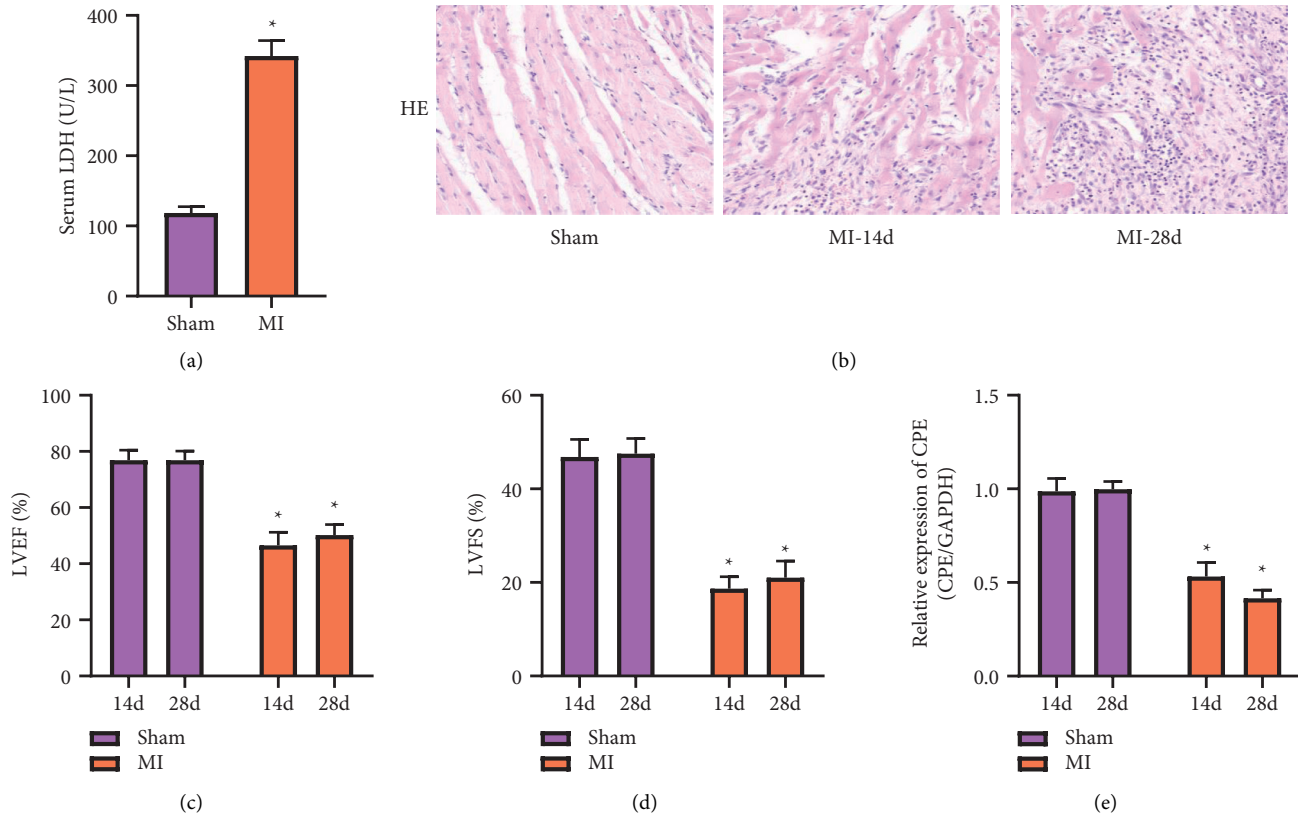 400
300
200
100
0
Serum LDH (U/L)
*
Sham
MI
(a)
HE
Sham
MI-14d
MI-28d
(b)
100
80
60
40
20
0
LVEF (%)
*
*
14d
28d
14d
28d
Sham
MI
(c)
60
40
20
0
LVFS (%)
*
*
14d
28d
14d
28d
Sham
MI
(d)
1.5
1.0
0.5
0.0
Relative expression of CPE
(CPE/GAPDH)
*
*
14d
28d
14d
28d
Sham
MI
(e)